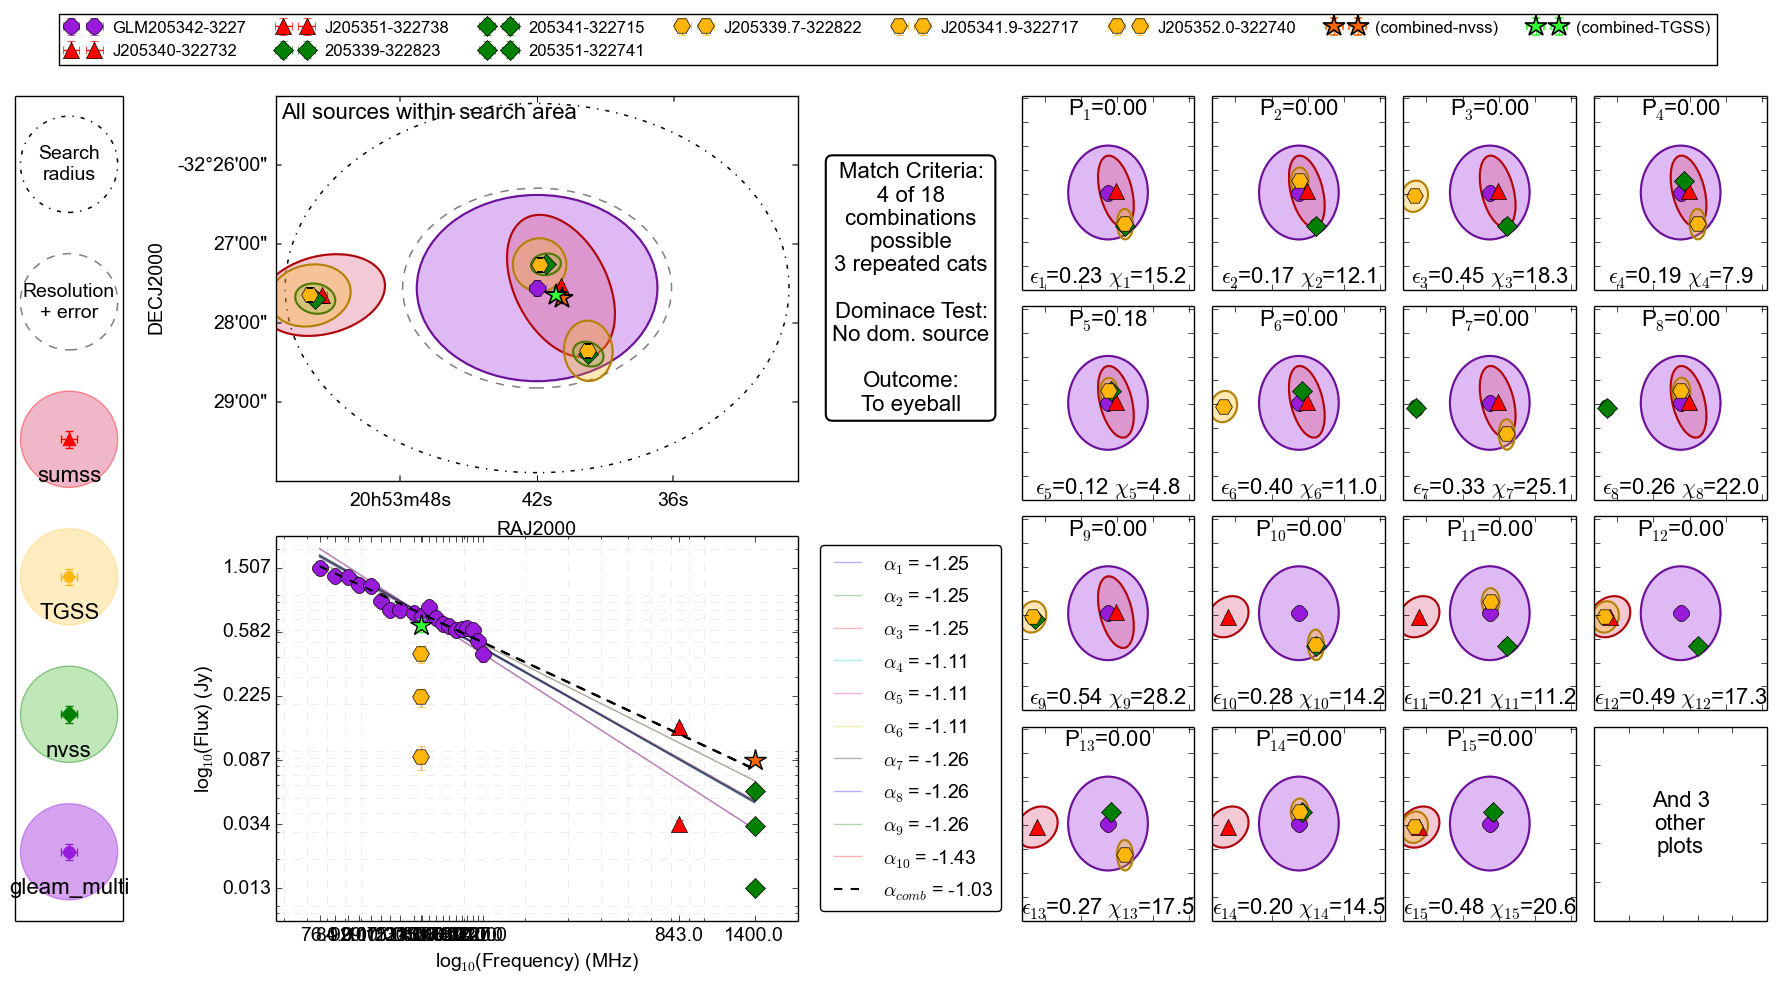 GLM205342-3227
J205351-322738
205341-322715
J205339.7-322822
J205341.9-322717
J205352.0-322740
(combined-nvss)
(combined-TGSS)
J205340-322732
205339-322823
205351-322741
Search
radius
Resolution
+ error
sumss
TGSS
nvss
gleam_multi
All sources within search area
DECJ2000
-32°26'00"
27'00"
28'00"
29'00"
20h53m48s
42s
36s
RAJ2000
Match Criteria:
4 of 18
combinations
possible
3 repeated cats
Dominace Test:
No dom. source
Outcome:
To eyeball
log10(Flux) (Jy)
1.507
0.582
0.225
0.087
0.034
0.013
843.0
1400.0
log10(Frequency) (MHz)
α1 = -1.25
α2 = -1.25
α3 = -1.25
α4 = -1.11
α5 = -1.11
α6 = -1.11
α7 = -1.26
α8 = -1.26
α9 = -1.26
α10 = -1.43
αcomb = -1.03
P1=0.00
ϵ1=0.23 χ1=15.2
P2=0.00
ϵ2=0.17 χ2=12.1
P3=0.00
ϵ3=0.45 χ3=18.3
P4=0.00
ϵ4=0.19 χ4=7.9
P5=0.18
ϵ5=0.12 χ5=4.8
P6=0.00
ϵ6=0.40 χ6=11.0
P7=0.00
ϵ7=0.33 χ7=25.1
P8=0.00
ϵ8=0.26 χ8=22.0
P9=0.00
ϵ9=0.54 χ9=28.2
P10=0.00
ϵ10=0.28 χ10=14.2
P11=0.00
ϵ11=0.21 χ11=11.2
P12=0.00
ϵ12=0.49 χ12=17.3
P13=0.00
ϵ13=0.27 χ13=17.5
P14=0.00
ϵ14=0.20 χ14=14.5
P15=0.00
ϵ15=0.48 χ15=20.6
And 3
other
plots